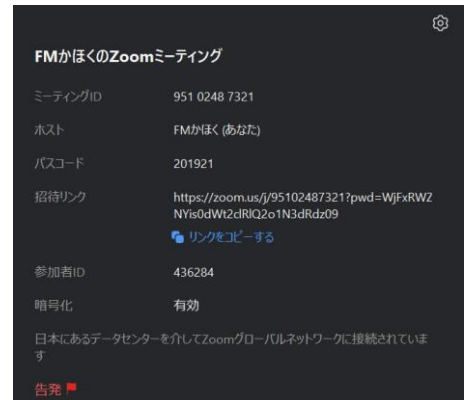 FMかほくのZoomミーティング
ミーティングID 951 0248 7321
ホスト FMかほく (あなた)
パスコード 201921
招待リンク https://zoom.us/j/95102487321?pwd=WjFxRWZ
NYis0dWt2clRlQ2o1N3dRdz09
リンクをコピーする
参加者ID 436284
暗号化 有効
日本にあるデータセンターを介してZoomグローバルネットワークに接続されていま
す
告発